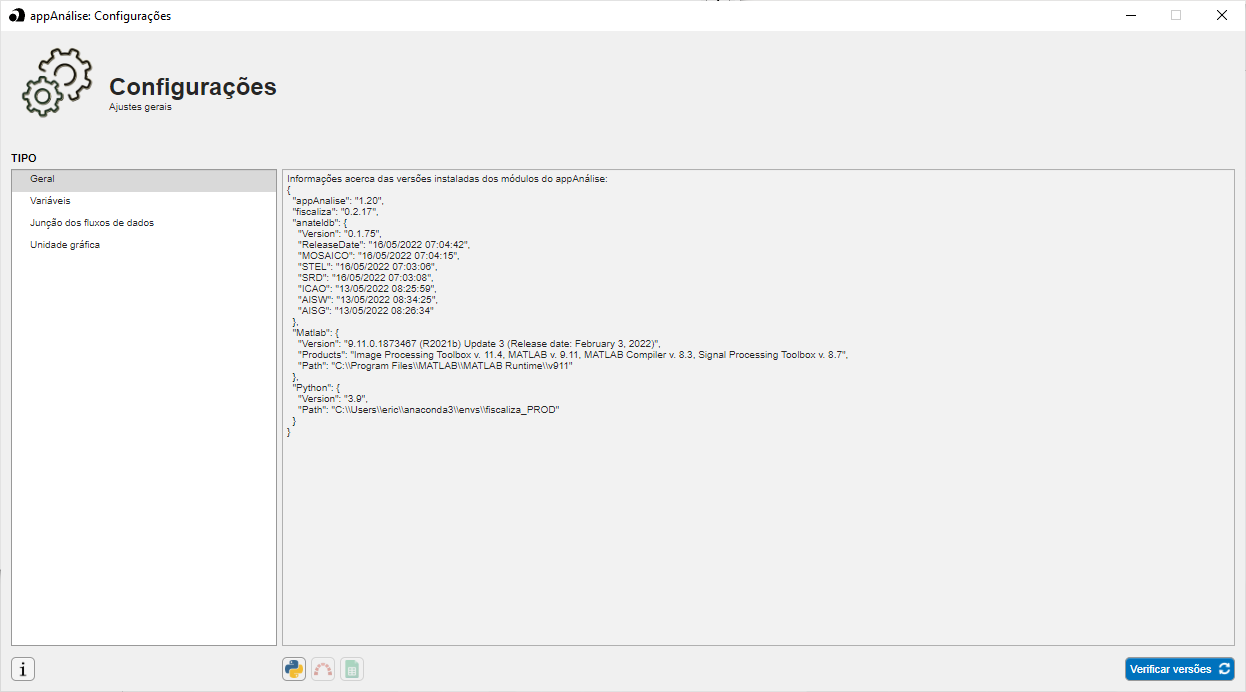 appAnálise: Configurações
Configurações
Ajustes gerais
TIPO
Geral
Variáveis
Junção dos fluxos de dados
Unidade gráfica
Informações acerca das versões instaladas dos módulos do appAnálise:
{
"appAnalise": "1.20",
"fiscaliza": "0.2.17",
"anateldb": {
"Version": "0.1.75",
"ReleaseDate": "16/05/2022 07:04:42",
"MOSAICO": "16/05/2022 07:04:15",
"STEL": "16/05/2022 07:03:06",
"SRD": "16/05/2022 07:03:08",
"ICAO": "13/05/2022 08:25:59",
"AISW": "13/05/2022 08:34:25",
"AISG": "13/05/2022 08:26:34"
},
"Matlab": {
"Version": "9.11.0.1873467 (R2021b) Update 3 (Release date: February 3, 2022)",
"Products": "Image Processing Toolbox v. 11.4, MATLAB v. 9.11, MATLAB Compiler v. 8.3, Signal Processing Toolbox v. 8.7",
"Path": "C:\\Program Files\\MATLAB\\MATLAB Runtime\\v911"
},
"Python": {
"Version": "3.9",
"Path": "C:\\Users\\eric\\anaconda3\\envs\\fiscaliza_PROD"
}
}
Verificar versões